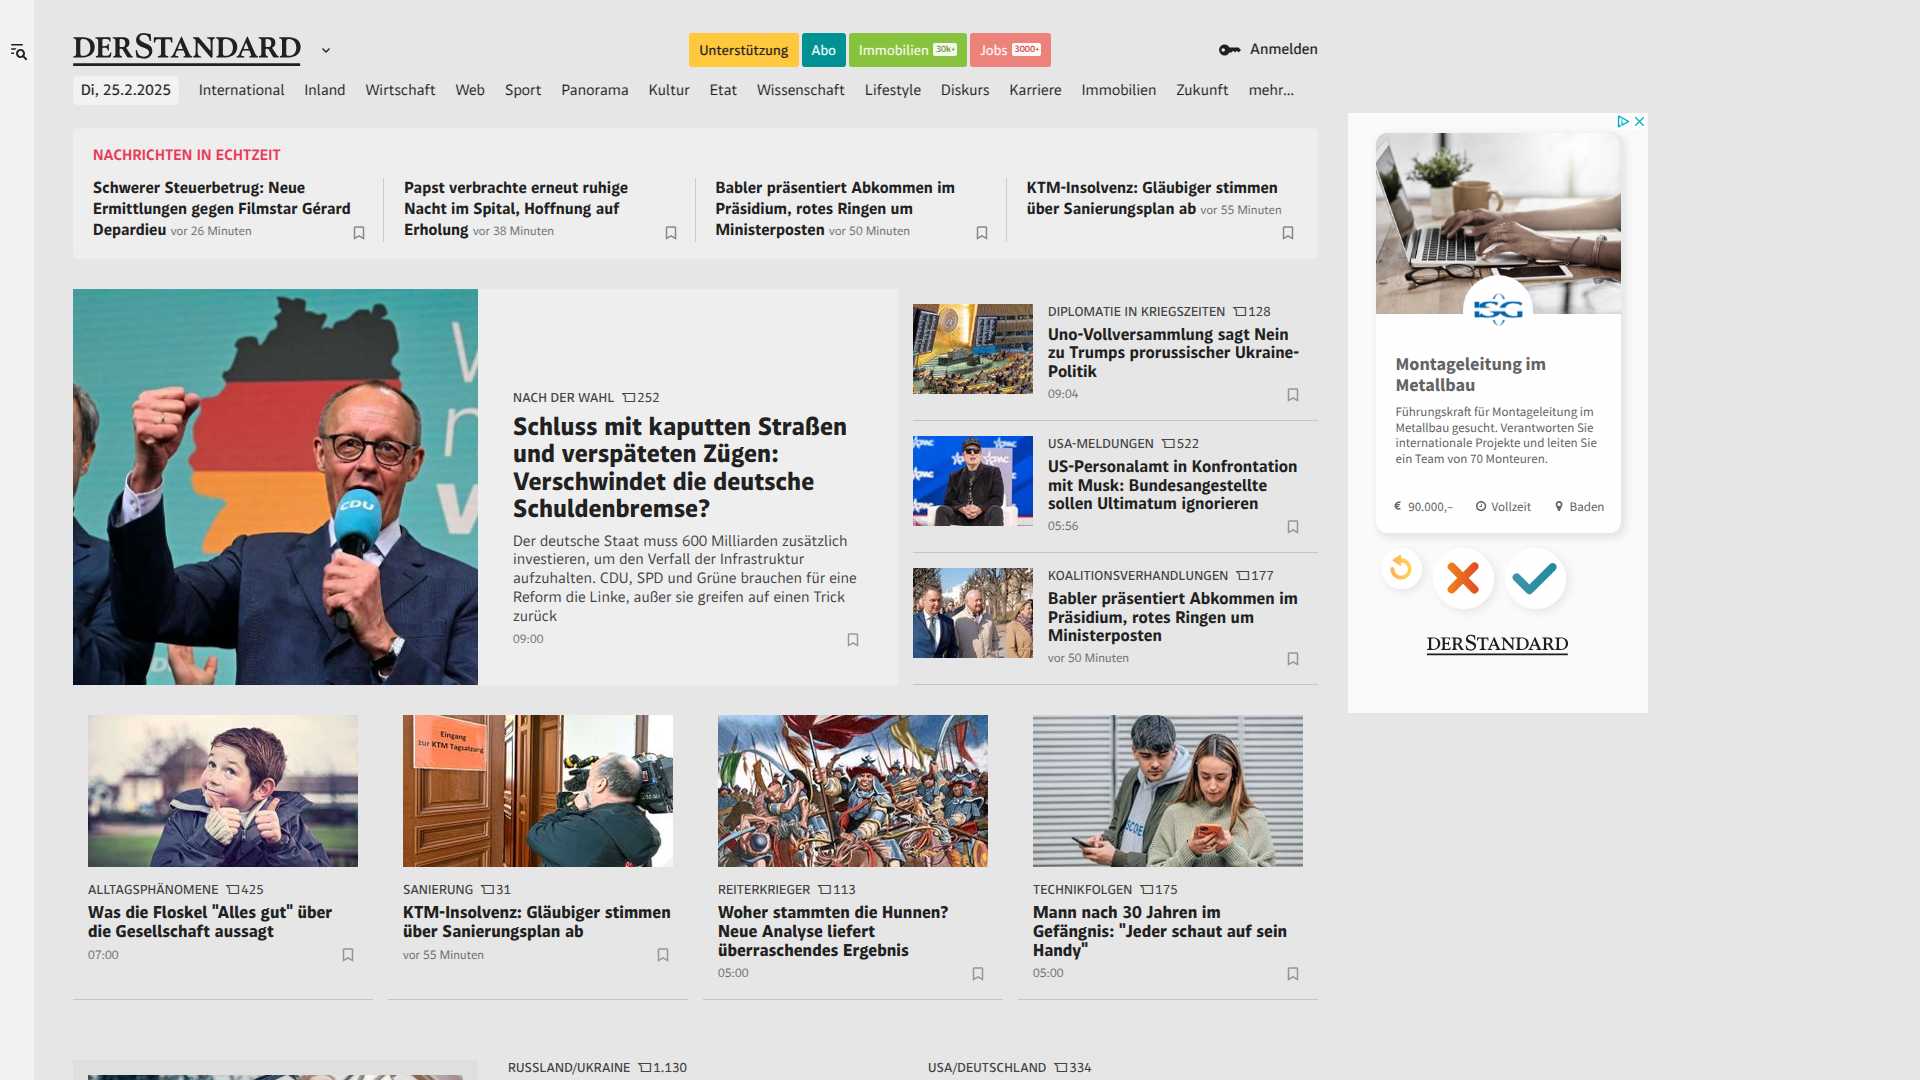 DERSTANDARD
Unterstützung
Abo
Immobilien 30k+
Jobs 3000+
Anmelden
Di, 25.2.2025
International
Inland
Wirtschaft
Web
Sport
Panorama
Kultur
Etat
Wissenschaft
Lifestyle
Diskurs
Karriere
Immobilien
Zukunft
mehr...
NACHRICHTEN IN ECHTZEIT
Schwerer Steuerbetrug: Neue
Ermittlungen gegen Filmstar Gérard
Depardieu vor 26 Minuten
Papst verbrachte erneut ruhige
Nacht im Spital, Hoffnung auf
Erholung vor 38 Minuten
Babler präsentiert Abkommen im
Präsidium, rotes Ringen um
Ministerposten vor 50 Minuten
KTM-Insolvenz: Gläubiger stimmen
über Sanierungsplan ab vor 55 Minuten
CDU
NACH DER WAHL 252
Schluss mit kaputten Straßen
und verspäteten Zügen:
Verschwindet die deutsche
Schuldenbremse?
Der deutsche Staat muss 600 Milliarden zusätzlich
investieren, um den Verfall der Infrastruktur
aufzuhalten. CDU, SPD und Grüne brauchen für eine
Reform die Linke, außer sie greifen auf einen Trick
zurück
09:00
DIPLOMATIE IN KRIEGSZEITEN 128
Uno-Vollversammlung sagt Nein
zu Trumps prorussischer Ukraine-
Politik
09:04
USA-MELDUNGEN 522
US-Personalamt in Konfrontation
mit Musk: Bundesangestellte
sollen Ultimatum ignorieren
05:56
KOALITIONSVERHANDLUNGEN 177
Babler präsentiert Abkommen im
Präsidium, rotes Ringen um
Ministerposten
vor 50 Minuten
ISG
Montageleitung im
Metallbau
Führungskraft für Montageleitung im
Metallbau gesucht. Verantworten Sie
internationale Projekte und leiten Sie
ein Team von 70 Monteuren.
€ 90.000,–
Vollzeit
Baden
DERSTANDARD
ALLTAGSPHÄNOMENE 425
Was die Floskel "Alles gut" über
die Gesellschaft aussagt
07:00
Eingang
zur KTM Tagsatzung
SANIERUNG 31
KTM-Insolvenz: Gläubiger stimmen
über Sanierungsplan ab
vor 55 Minuten
REITERKRIEGER 113
Woher stammten die Hunnen?
Neue Analyse liefert
überraschendes Ergebnis
05:00
TECHNIKFOLGEN 175
Mann nach 30 Jahren im
Gefängnis: "Jeder schaut auf sein
Handy"
05:00
RUSSLAND/UKRAINE 1.130
USA/DEUTSCHLAND 334